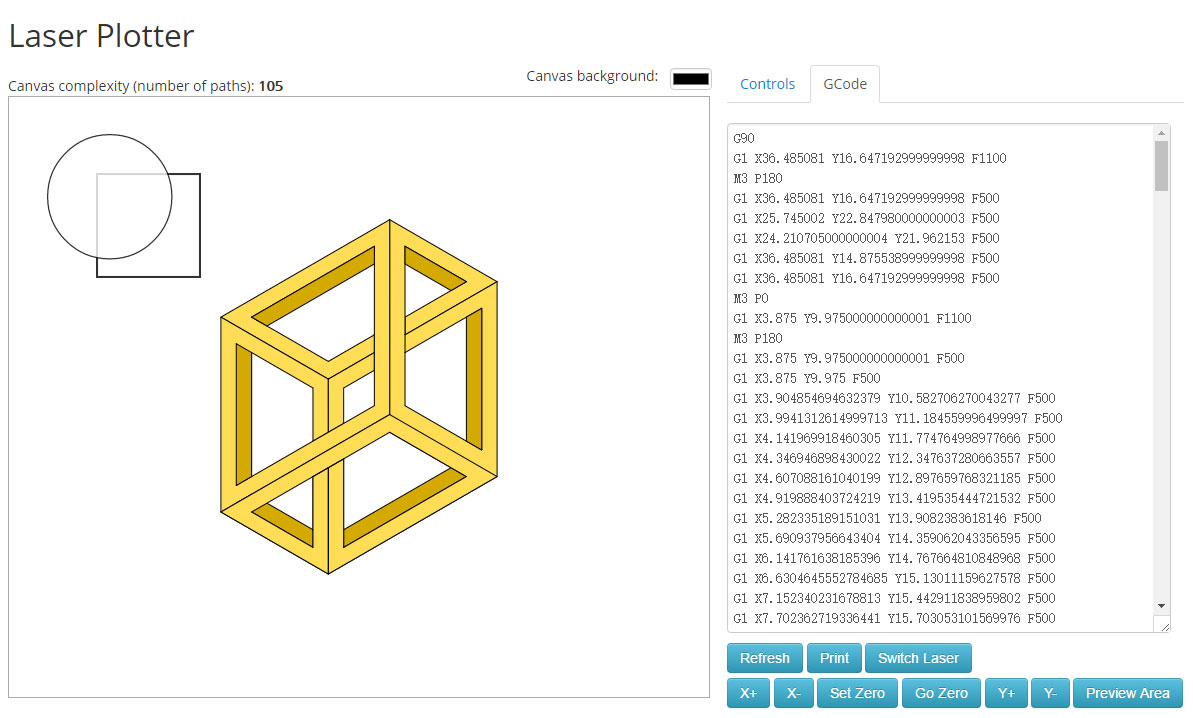 Laser Plotter
Canvas complexity (number of paths): 105
Canvas background:
Controls
GCode
G90
G1 X36.485081 Y16.647192999999998 F1100
M3 P180
G1 X36.485081 Y16.647192999999998 F500
G1 X25.745002 Y22.847980000000003 F500
G1 X24.210705000000004 Y21.962153 F500
G1 X36.485081 Y14.875538999999998 F500
G1 X36.485081 Y16.647192999999998 F500
M3 P0
G1 X3.875 Y9.975000000000001 F1100
M3 P180
G1 X3.875 Y9.975000000000001 F500
G1 X3.875 Y9.975 F500
G1 X3.904854694632379 Y10.582706270043277 F500
G1 X3.9941312614999713 Y11.184559996499997 F500
G1 X4.141969918460305 Y11.774764998977666 F500
G1 X4.346946898430022 Y12.347637280663557 F500
G1 X4.607088161040199 Y12.897659768321185 F500
G1 X4.919888403724219 Y13.419535444721532 F500
G1 X5.282335189151031 Y13.9082383618146 F500
G1 X5.690937956643404 Y14.359062043356595 F500
G1 X6.141761638185396 Y14.767664810848968 F500
G1 X6.6304645552784685 Y15.13011159627578 F500
G1 X7.152340231678813 Y15.442911838959802 F500
G1 X7.702362719336441 Y15.703053101569976 F500
Refresh
Print
Switch Laser
X+
X-
Set Zero
Go Zero
Y+
Y-
Preview Area